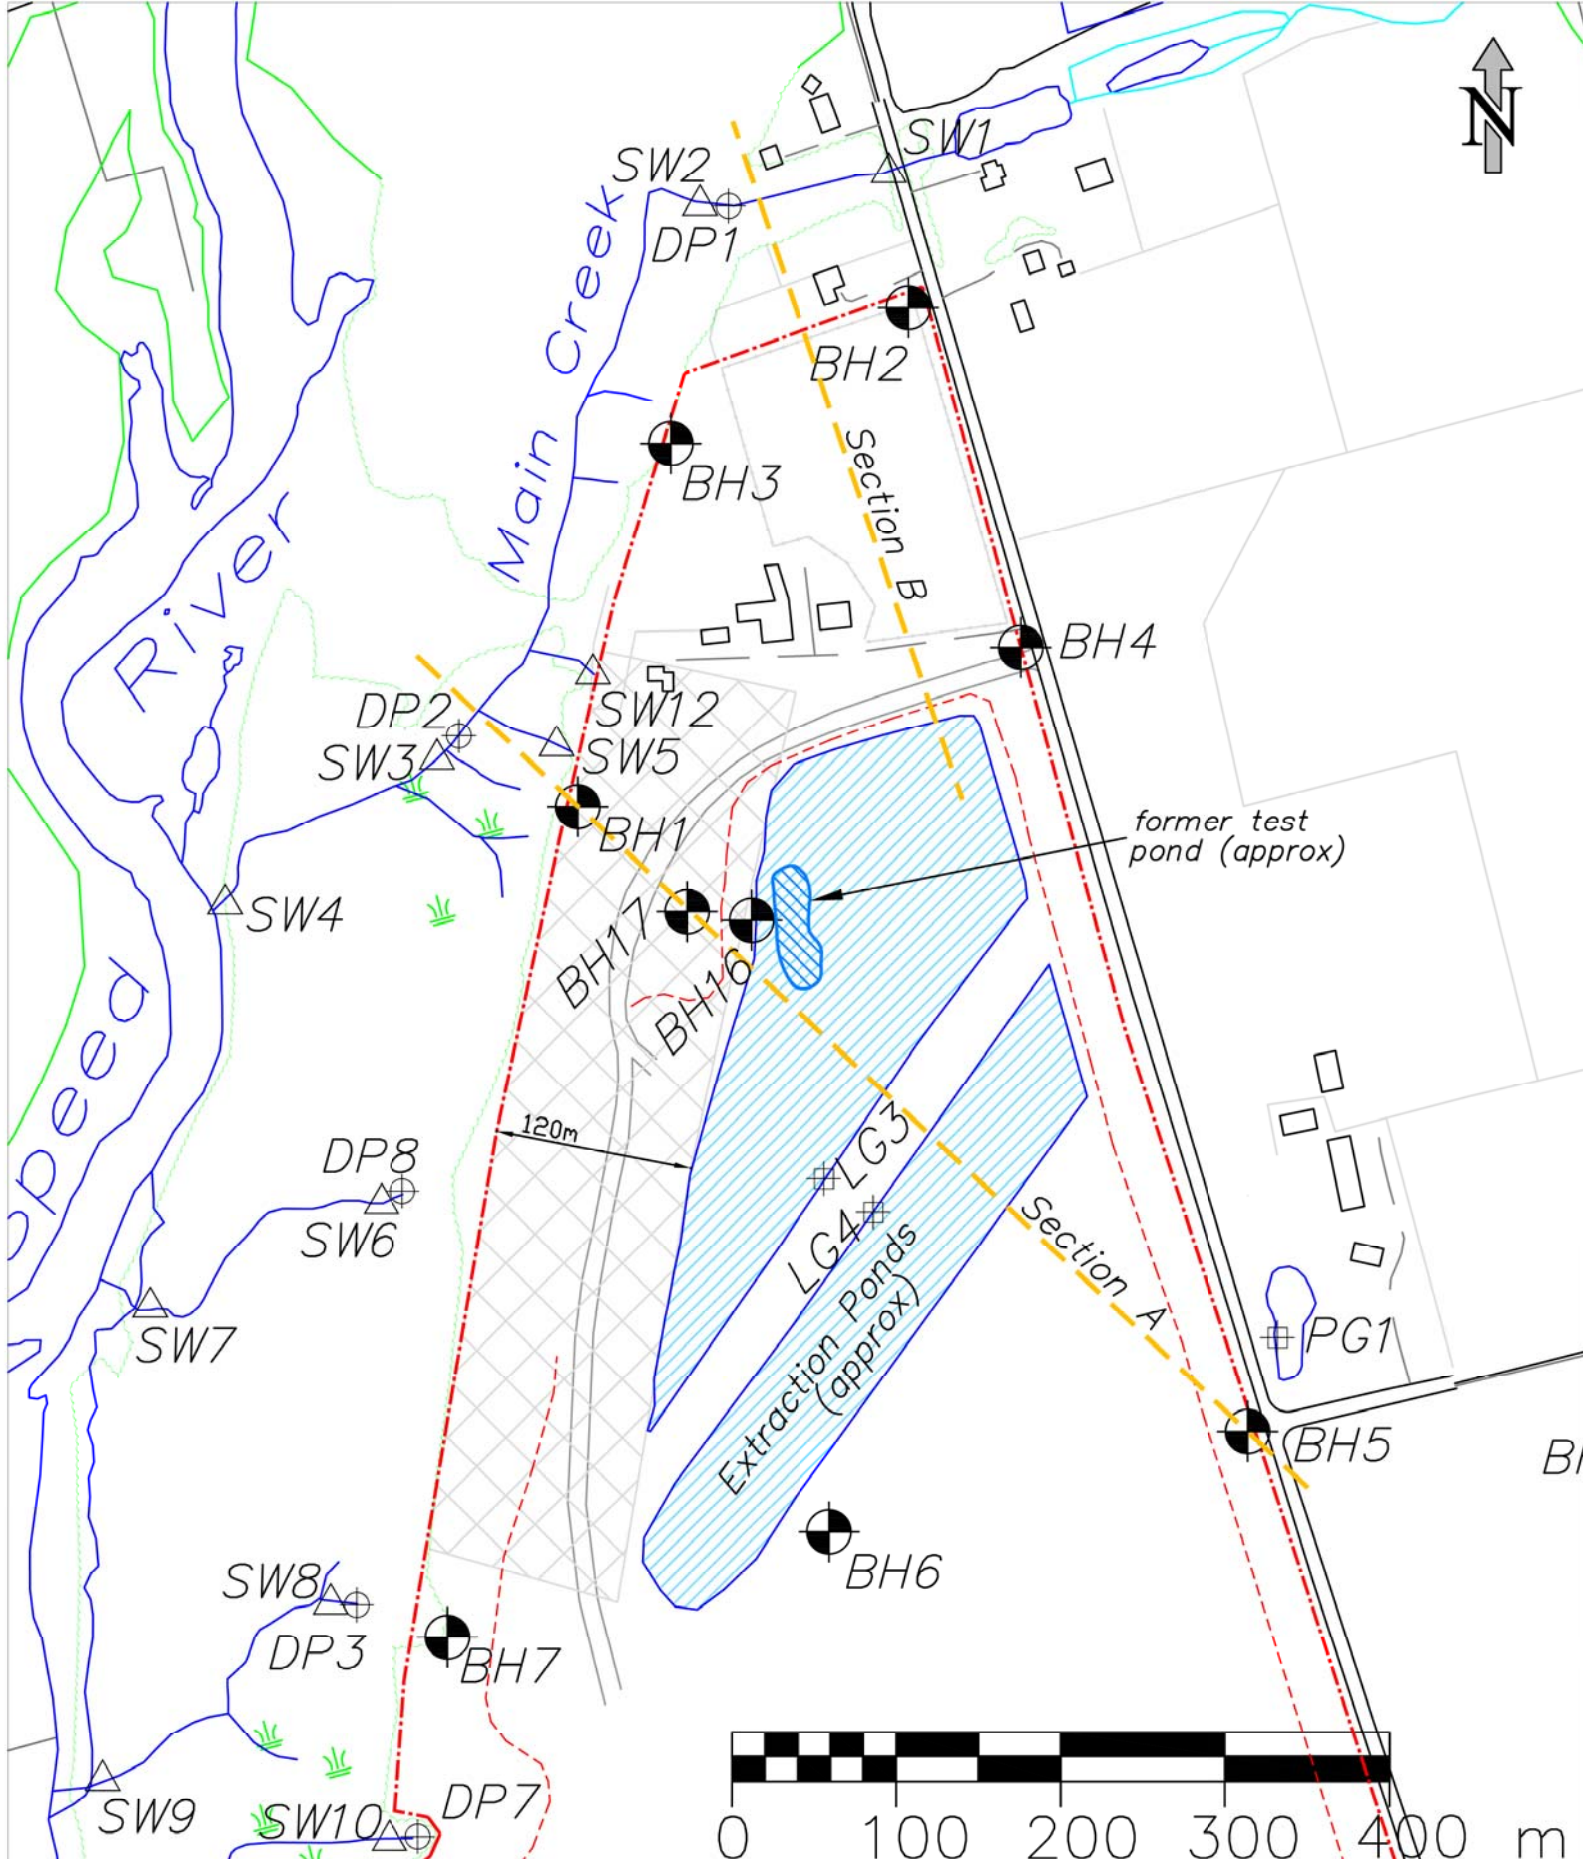 N
SW1
SW2
DP1
Main Creek
BH2
BH3
Section B
River
BH4
DP2
SW12
SW3
SW5
BH1
former test
pond (approx)
SW4
BH17
BH16
Speed
120m
LG3
DP8
SW6
LG4
Extraction Ponds
(approx)
Section A
SW7
PG1
BH5
BH6
SW8
DP3
BH7
DP7
SW9
SW10
0 100 200 300 400 m